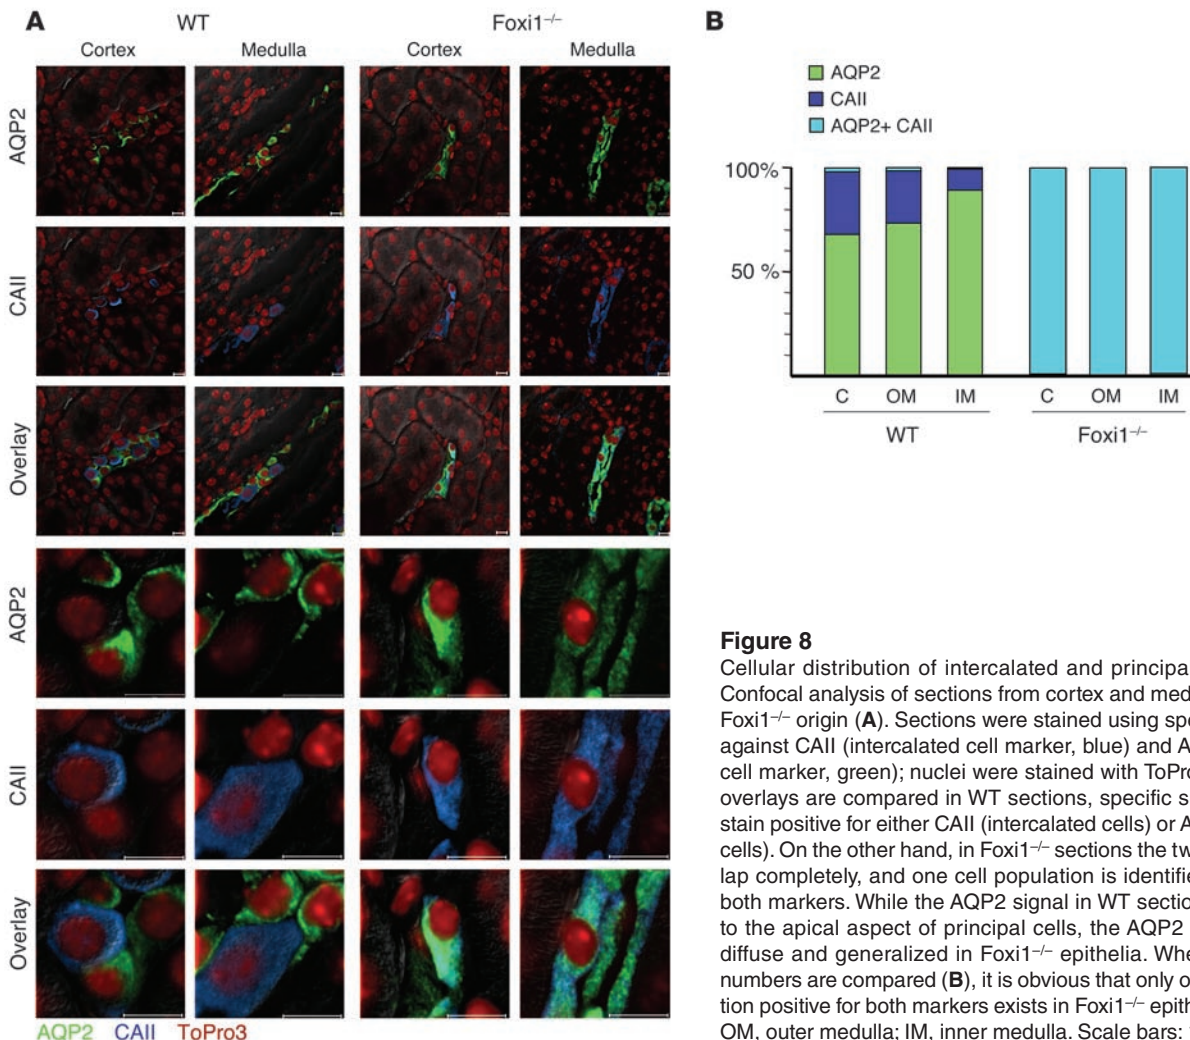 A
WT
Foxi1–/–
Cortex
Medulla
Cortex
Medulla
AQP2
CAII
Overlay
AQP2
CAII
Overlay
AQP2 CAII ToPro3
B
AQP2
CAII
AQP2+ CAII
100%
50 %
C OM IM C OM IM
WT Foxi1–/–
Figure 8
Cellular distribution of intercalated and principa
Confocal analysis of sections from cortex and med
Foxi1–/– origin (A). Sections were stained using spe
against CAII (intercalated cell marker, blue) and A
cell marker, green); nuclei were stained with ToPro
overlays are compared in WT sections, specific s
stain positive for either CAII (intercalated cells) or A
cells). On the other hand, in Foxi1–/– sections the tw
lap completely, and one cell population is identifie
both markers. While the AQP2 signal in WT section
to the apical aspect of principal cells, the AQP2
diffuse and generalized in Foxi1–/– epithelia. Whe
numbers are compared (B), it is obvious that only o
tion positive for both markers exists in Foxi1–/– epith
OM, outer medulla; IM, inner medulla. Scale bars: